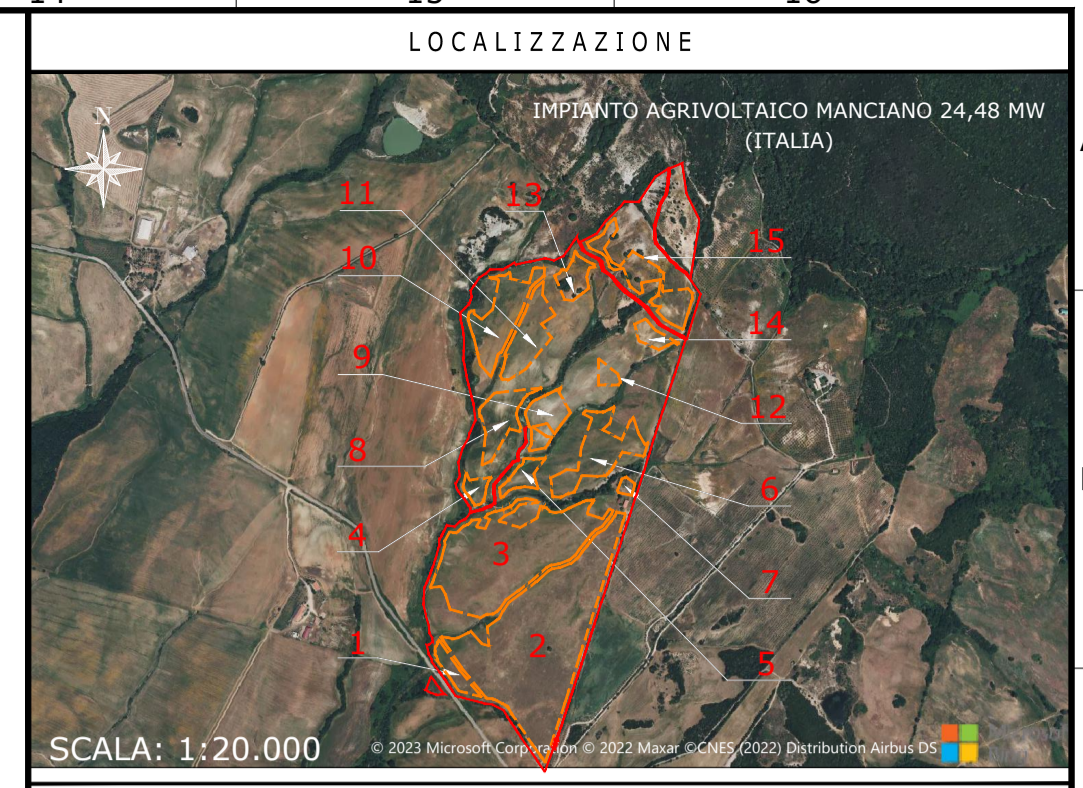 LOCALIZZAZIONE
N
IMPIANTO AGRIVOLTAICO MANCIANO 24,48 MW
(ITALIA)
11
13
15
10
14
9
12
8
6
4
3
7
1
2
5
SCALA: 1:20.000
© 2023 Microsoft Corporation © 2022 Maxar ©CNES (2022) Distribution Airbus DS